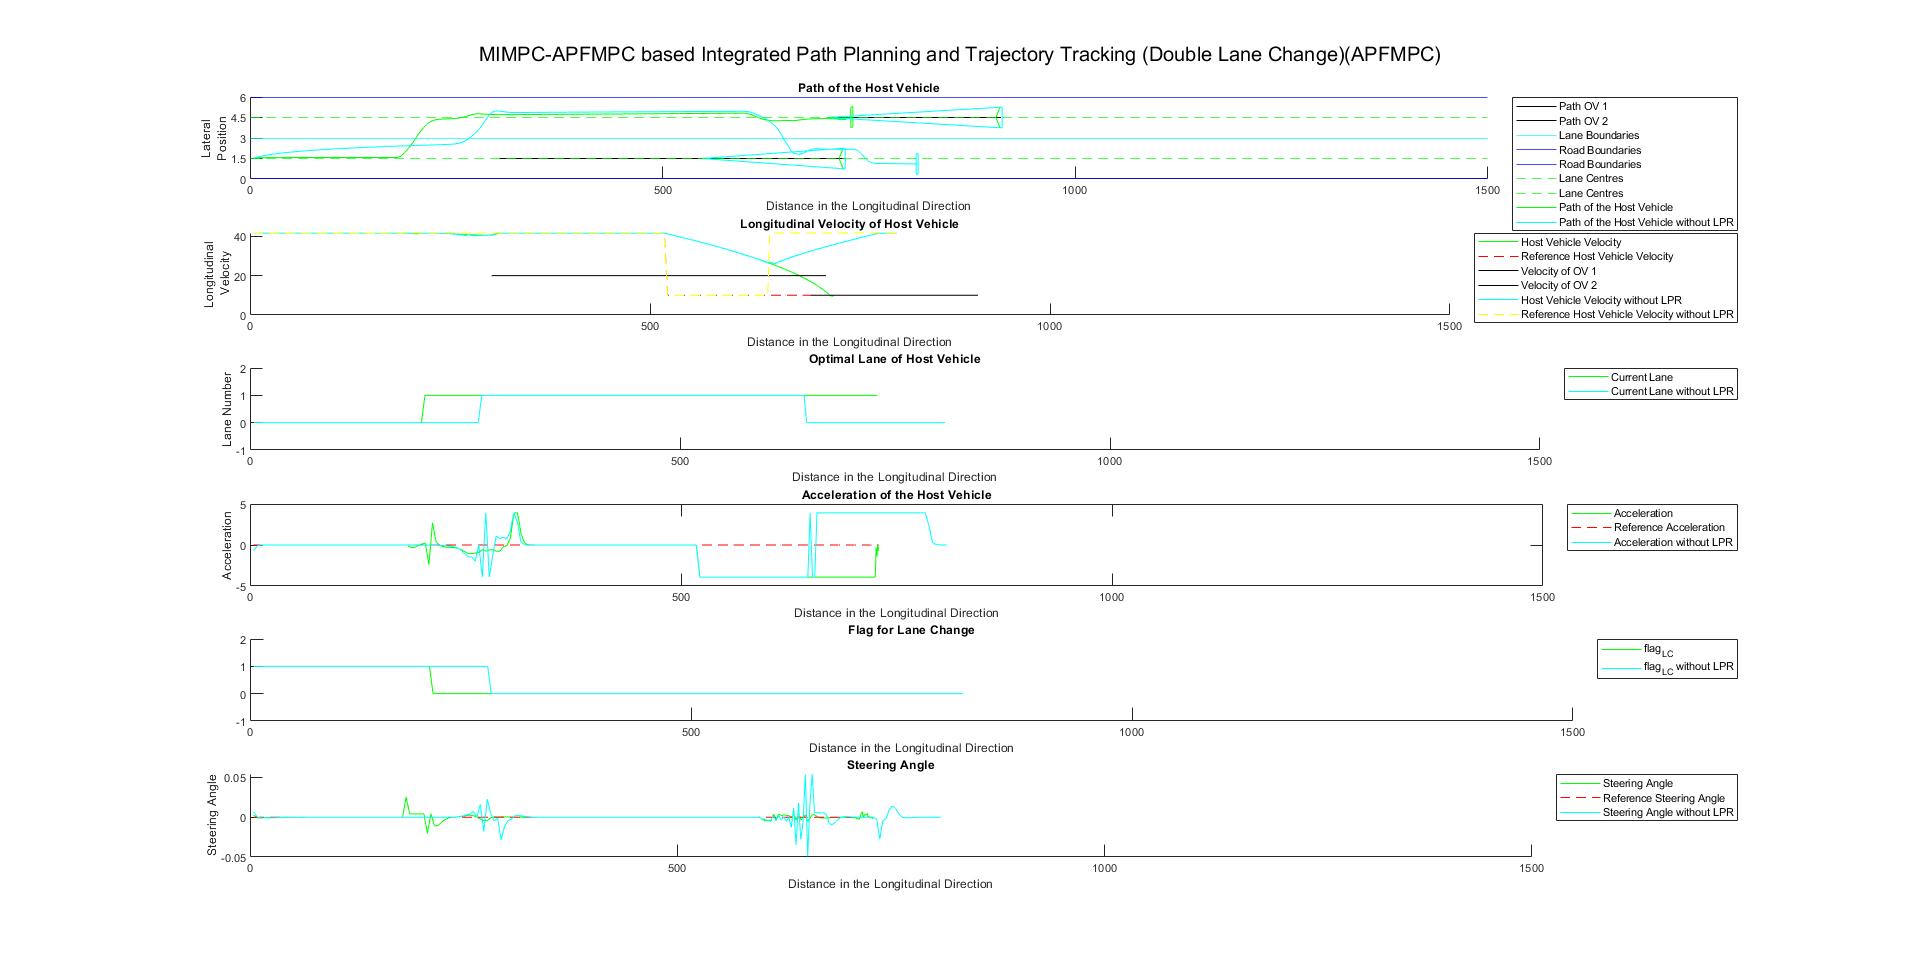 MIMPC-APFMPC based Integrated Path Planning and Trajectory Tracking (Double Lane Change)(APFMPC)
Path of the Host Vehicle
6
4.5
3
1.5
0
Lateral
Position
0
500
1000
1500
Distance in the Longitudinal Direction
Path OV 1
Path OV 2
Lane Boundaries
Road Boundaries
Road Boundaries
Lane Centres
Lane Centres
Path of the Host Vehicle
Path of the Host Vehicle without LPR
Longitudinal Velocity of Host Vehicle
40
20
0
Longitudinal
Velocity
0
500
1000
1500
Distance in the Longitudinal Direction
Host Vehicle Velocity
Reference Host Vehicle Velocity
Velocity of OV 1
Velocity of OV 2
Host Vehicle Velocity without LPR
Reference Host Vehicle Velocity without LPR
Optimal Lane of Host Vehicle
2
1
0
-1
Lane Number
0
500
1000
1500
Distance in the Longitudinal Direction
Current Lane
Current Lane without LPR
Acceleration of the Host Vehicle
5
0
-5
Acceleration
0
500
1000
1500
Distance in the Longitudinal Direction
Acceleration
Reference Acceleration
Acceleration without LPR
Flag for Lane Change
2
1
0
-1
0
500
1000
1500
Distance in the Longitudinal Direction
flagLC
flagLC without LPR
Steering Angle
0.05
0
-0.05
Steering Angle
0
500
1000
1500
Distance in the Longitudinal Direction
Steering Angle
Reference Steering Angle
Steering Angle without LPR